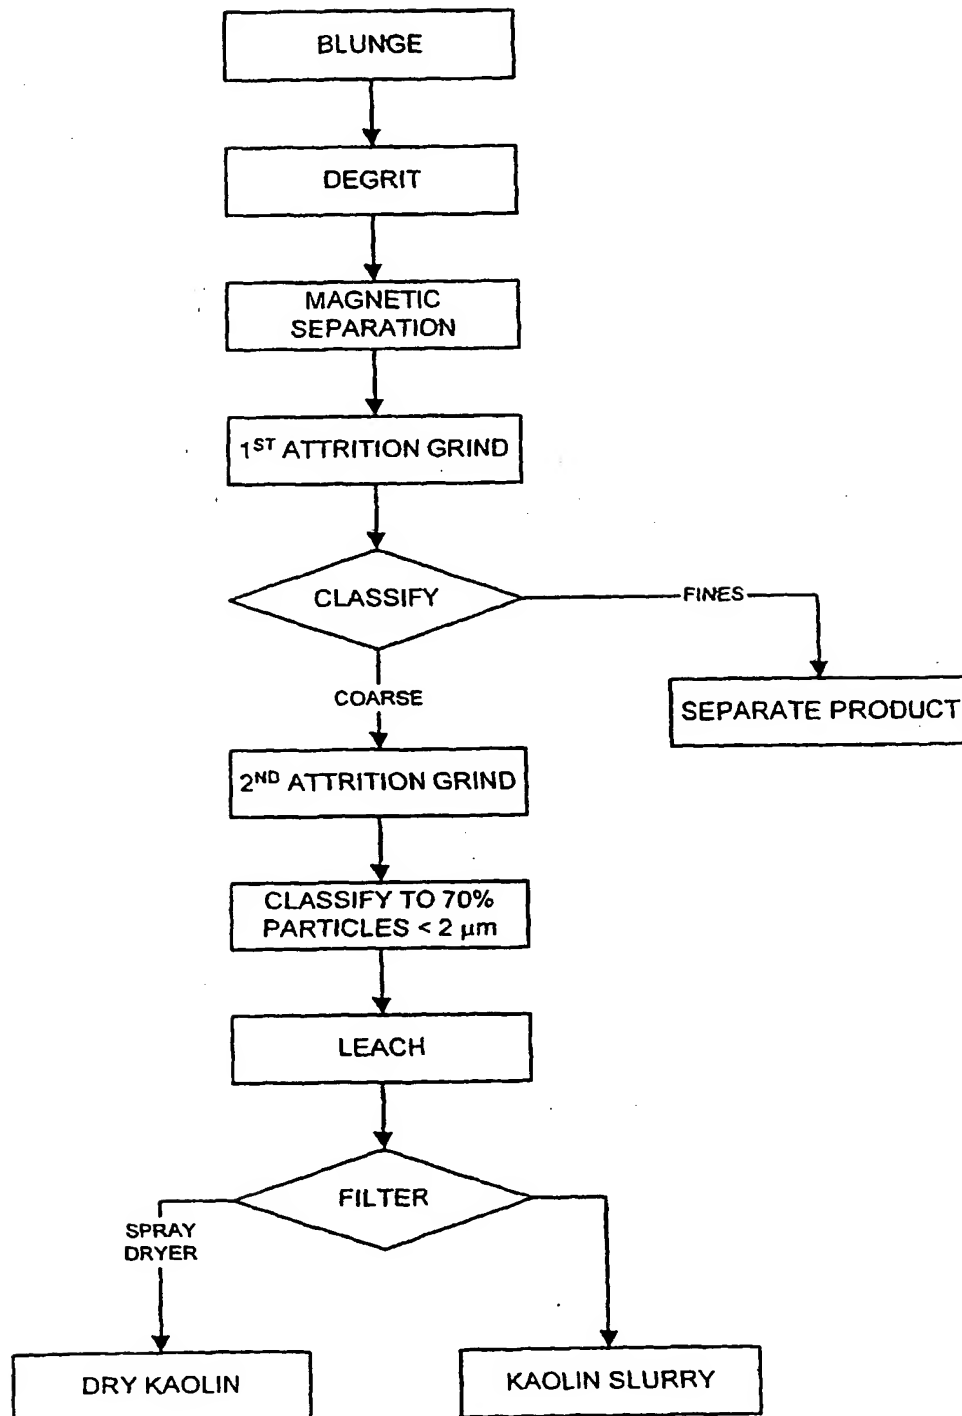 BLUNGE
DEGRIT
MAGNETIC
SEPARATION
1ST ATTRITION GRIND
CLASSIFY
FINES
COARSE
SEPARATE PRODUCT
2ND ATTRITION GRIND
CLASSIFY TO 70%
PARTICLES < 2 µm
LEACH
FILTER
SPRAY
DRYER
DRY KAOLIN
KAOLIN SLURRY